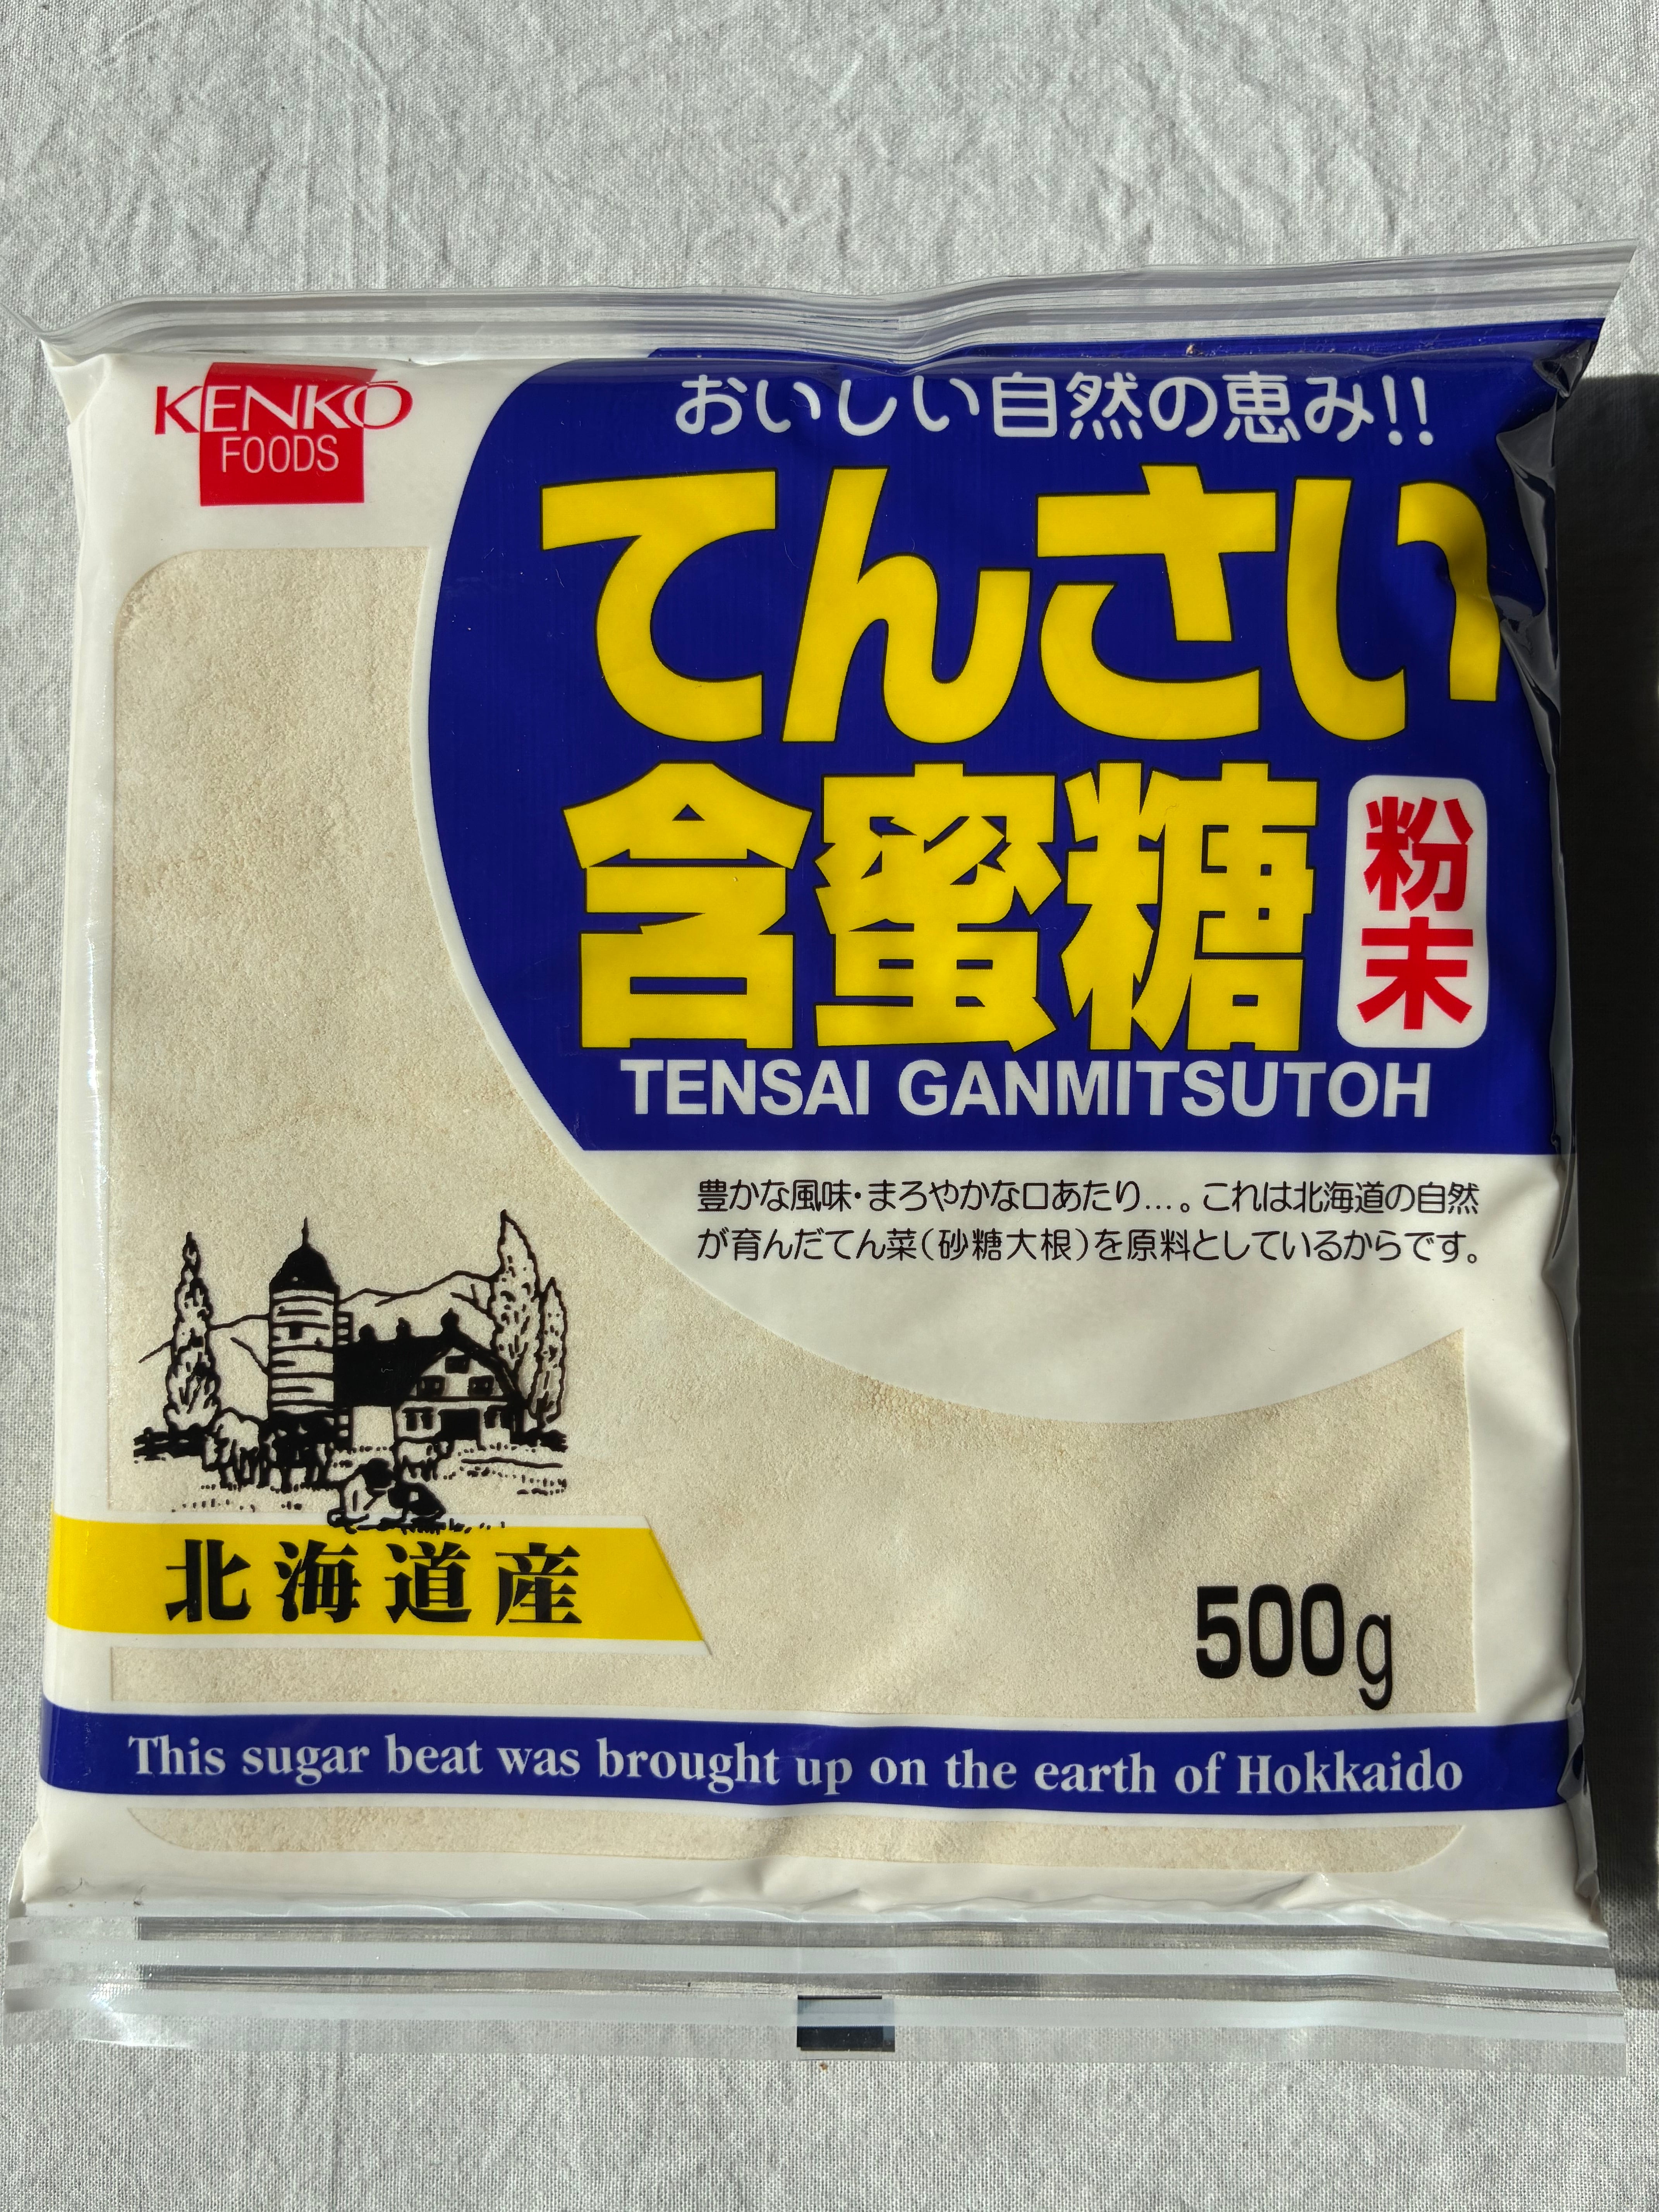 KENKO
FOODS
おいしい自然の恵み!!
てんさい
含蜜糖
粉末
TENSAI GANMITSUTOH
豊かな風味・まろやかな口あたり…。これは北海道の自然
が育んだてん菜(砂糖大根)を原料としているからです。
北海道産
500g
This sugar beat was brought up on the earth of Hokkaido